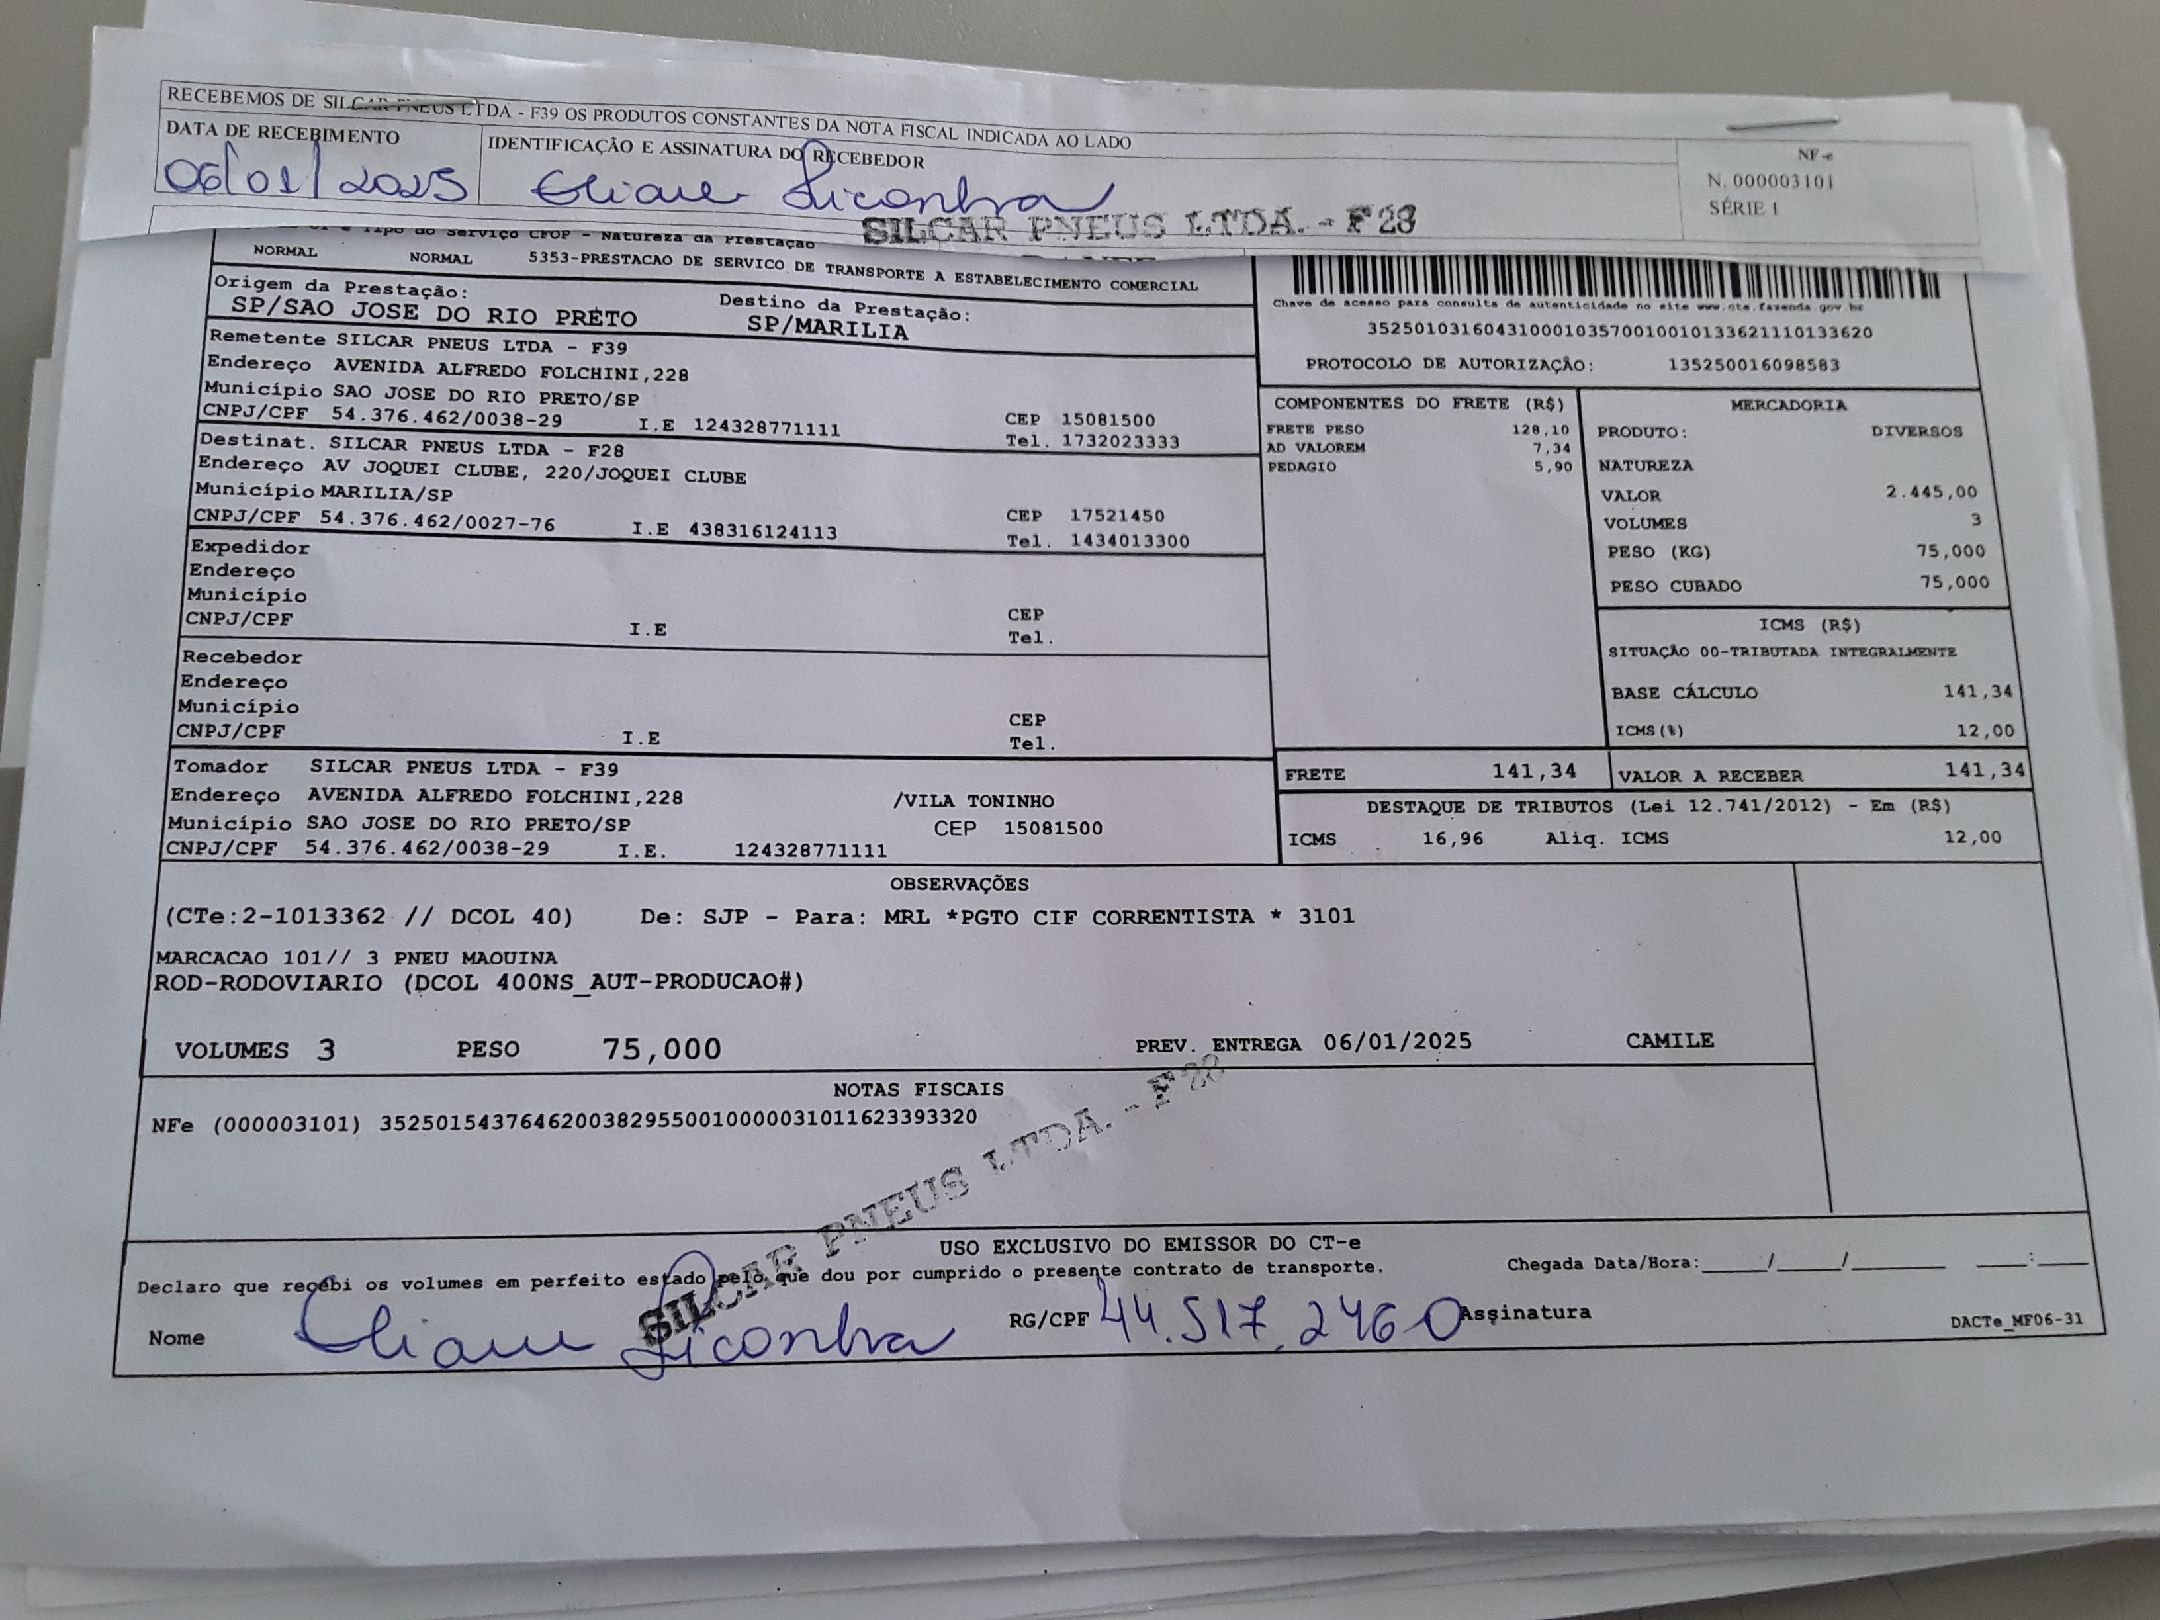 RECEBEMOS DE SILCAR PNEUS LTDA - F39 OS PRODUTOS CONSTANTES DA NOTA FISCAL INDICADA AO LADO
DATA DE RECEBIMENTO
06/01/2025
IDENTIFICAÇÃO E ASSINATURA DO RECEBEDOR
Eliane
NF-e
N. 000003101
SÉRIE 1
SILCAR PNEUS LTDA. - F28
Tipo do Serviço CFOP - Natureza da Prestação
NORMAL NORMAL 5353-PRESTACAO DE SERVICO DE TRANSPORTE A ESTABELECIMENTO COMERCIAL
Origem da Prestação:
SP/SAO JOSE DO RIO PRETO
Destino da Prestação:
SP/MARILIA
Remetente SILCAR PNEUS LTDA - F39
Endereço AVENIDA ALFREDO FOLCHINI,228
Município SAO JOSE DO RIO PRETO/SP
CEP 15081500
CNPJ/CPF 54.376.462/0038-29 I.E 124328771111 Tel. 1732023333
Destinat. SILCAR PNEUS LTDA - F28
Endereço AV JOQUEI CLUBE, 220/JOQUEI CLUBE
Município MARILIA/SP
CEP 17521450
CNPJ/CPF 54.376.462/0027-76 I.E 438316124113 Tel. 1434013300
Expedidor
Endereço
Município
CEP
CNPJ/CPF I.E Tel.
Recebedor
Endereço
Município
CEP
CNPJ/CPF I.E Tel.
Tomador SILCAR PNEUS LTDA - F39
Endereço AVENIDA ALFREDO FOLCHINI,228 /VILA TONINHO
Município SAO JOSE DO RIO PRETO/SP CEP 15081500
CNPJ/CPF 54.376.462/0038-29 I.E. 124328771111
Chave de acesso para consulta de autenticidade no site www.cte.fazenda.gov.br
35250103160431000103570010010133621110133620
PROTOCOLO DE AUTORIZAÇÃO: 135250016098583
COMPONENTES DO FRETE (R$)
FRETE PESO 128,10
AD VALOREM 7,34
PEDAGIO 5,90
MERCADORIA
PRODUTO: DIVERSOS
NATUREZA
VALOR 2.445,00
VOLUMES 3
PESO (KG) 75,000
PESO CUBADO 75,000
ICMS (R$)
SITUAÇÃO 00-TRIBUTADA INTEGRALMENTE
BASE CÁLCULO 141,34
ICMS(%) 12,00
FRETE 141,34
VALOR A RECEBER 141,34
DESTAQUE DE TRIBUTOS (Lei 12.741/2012) - Em (R$)
ICMS 16,96 Aliq. ICMS 12,00
OBSERVAÇÕES
(CTe:2-1013362 // DCOL 40) De: SJP - Para: MRL *PGTO CIF CORRENTISTA * 3101
MARCACAO 101// 3 PNEU MAQUINA
ROD-RODOVIARIO (DCOL 400NS_AUT-PRODUCAO#)
VOLUMES 3 PESO 75,000 PREV. ENTREGA 06/01/2025 CAMILE
NOTAS FISCAIS
NFe (000003101) 35250154376462003829550010000031011623393320
SILCAR PNEUS LTDA. - F28
USO EXCLUSIVO DO EMISSOR DO CT-e
Declaro que recebi os volumes em perfeito estado pelo que dou por cumprido o presente contrato de transporte.
Chegada Data/Hora:_____/_____/_______ ____:____
Nome Eliane
RG/CPF 44.517.246-0
Assinatura
DACTe_MF06-31